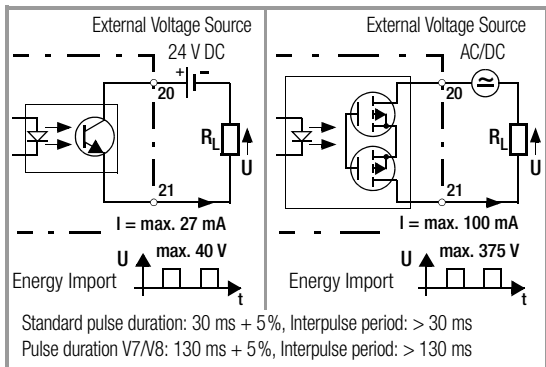 External Voltage Source
24 V DC
+ -
20
R_L
U
21
I = max. 27 mA
U
max. 40 V
Energy Import
t
External Voltage Source
AC/DC
20
R_L
U
21
I = max. 100 mA
U
max. 375 V
Energy Import
t
Standard pulse duration: 30 ms + 5%, Interpulse period: > 30 ms
Pulse duration V7/V8: 130 ms + 5%, Interpulse period: > 130 ms